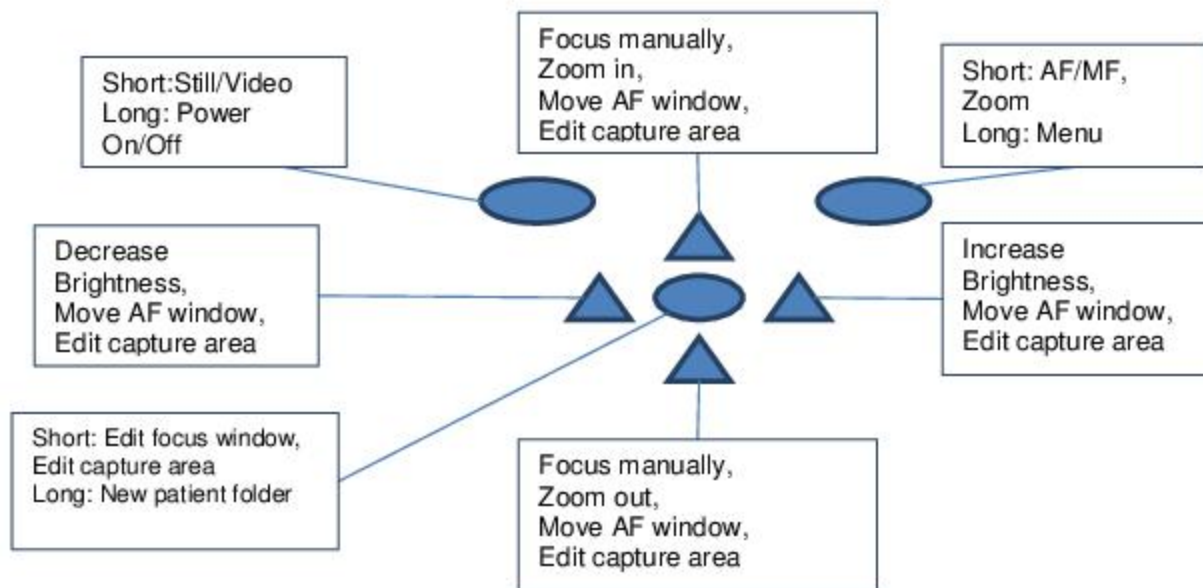 Short:Still/Video
Long: Power
On/Off
Focus manually,
Zoom in,
Move AF window,
Edit capture area
Short: AF/MF,
Zoom
Long: Menu
Decrease
Brightness,
Move AF window,
Edit capture area
Increase
Brightness,
Move AF window,
Edit capture area
Short: Edit focus window,
Edit capture area
Long: New patient folder
Focus manually,
Zoom out,
Move AF window,
Edit capture area